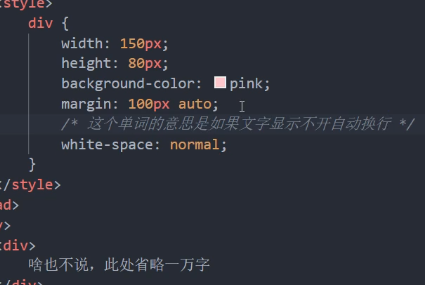 <style>
div {
width: 150px;
height: 80px;
background-color: pink;
margin: 100px auto;
/* 这个单词的意思是如果文字显示不开自动换行 */
white-space: normal;
}
/style>
ad>
y>
<div>
啥也不说，此处省略一万字
</div>